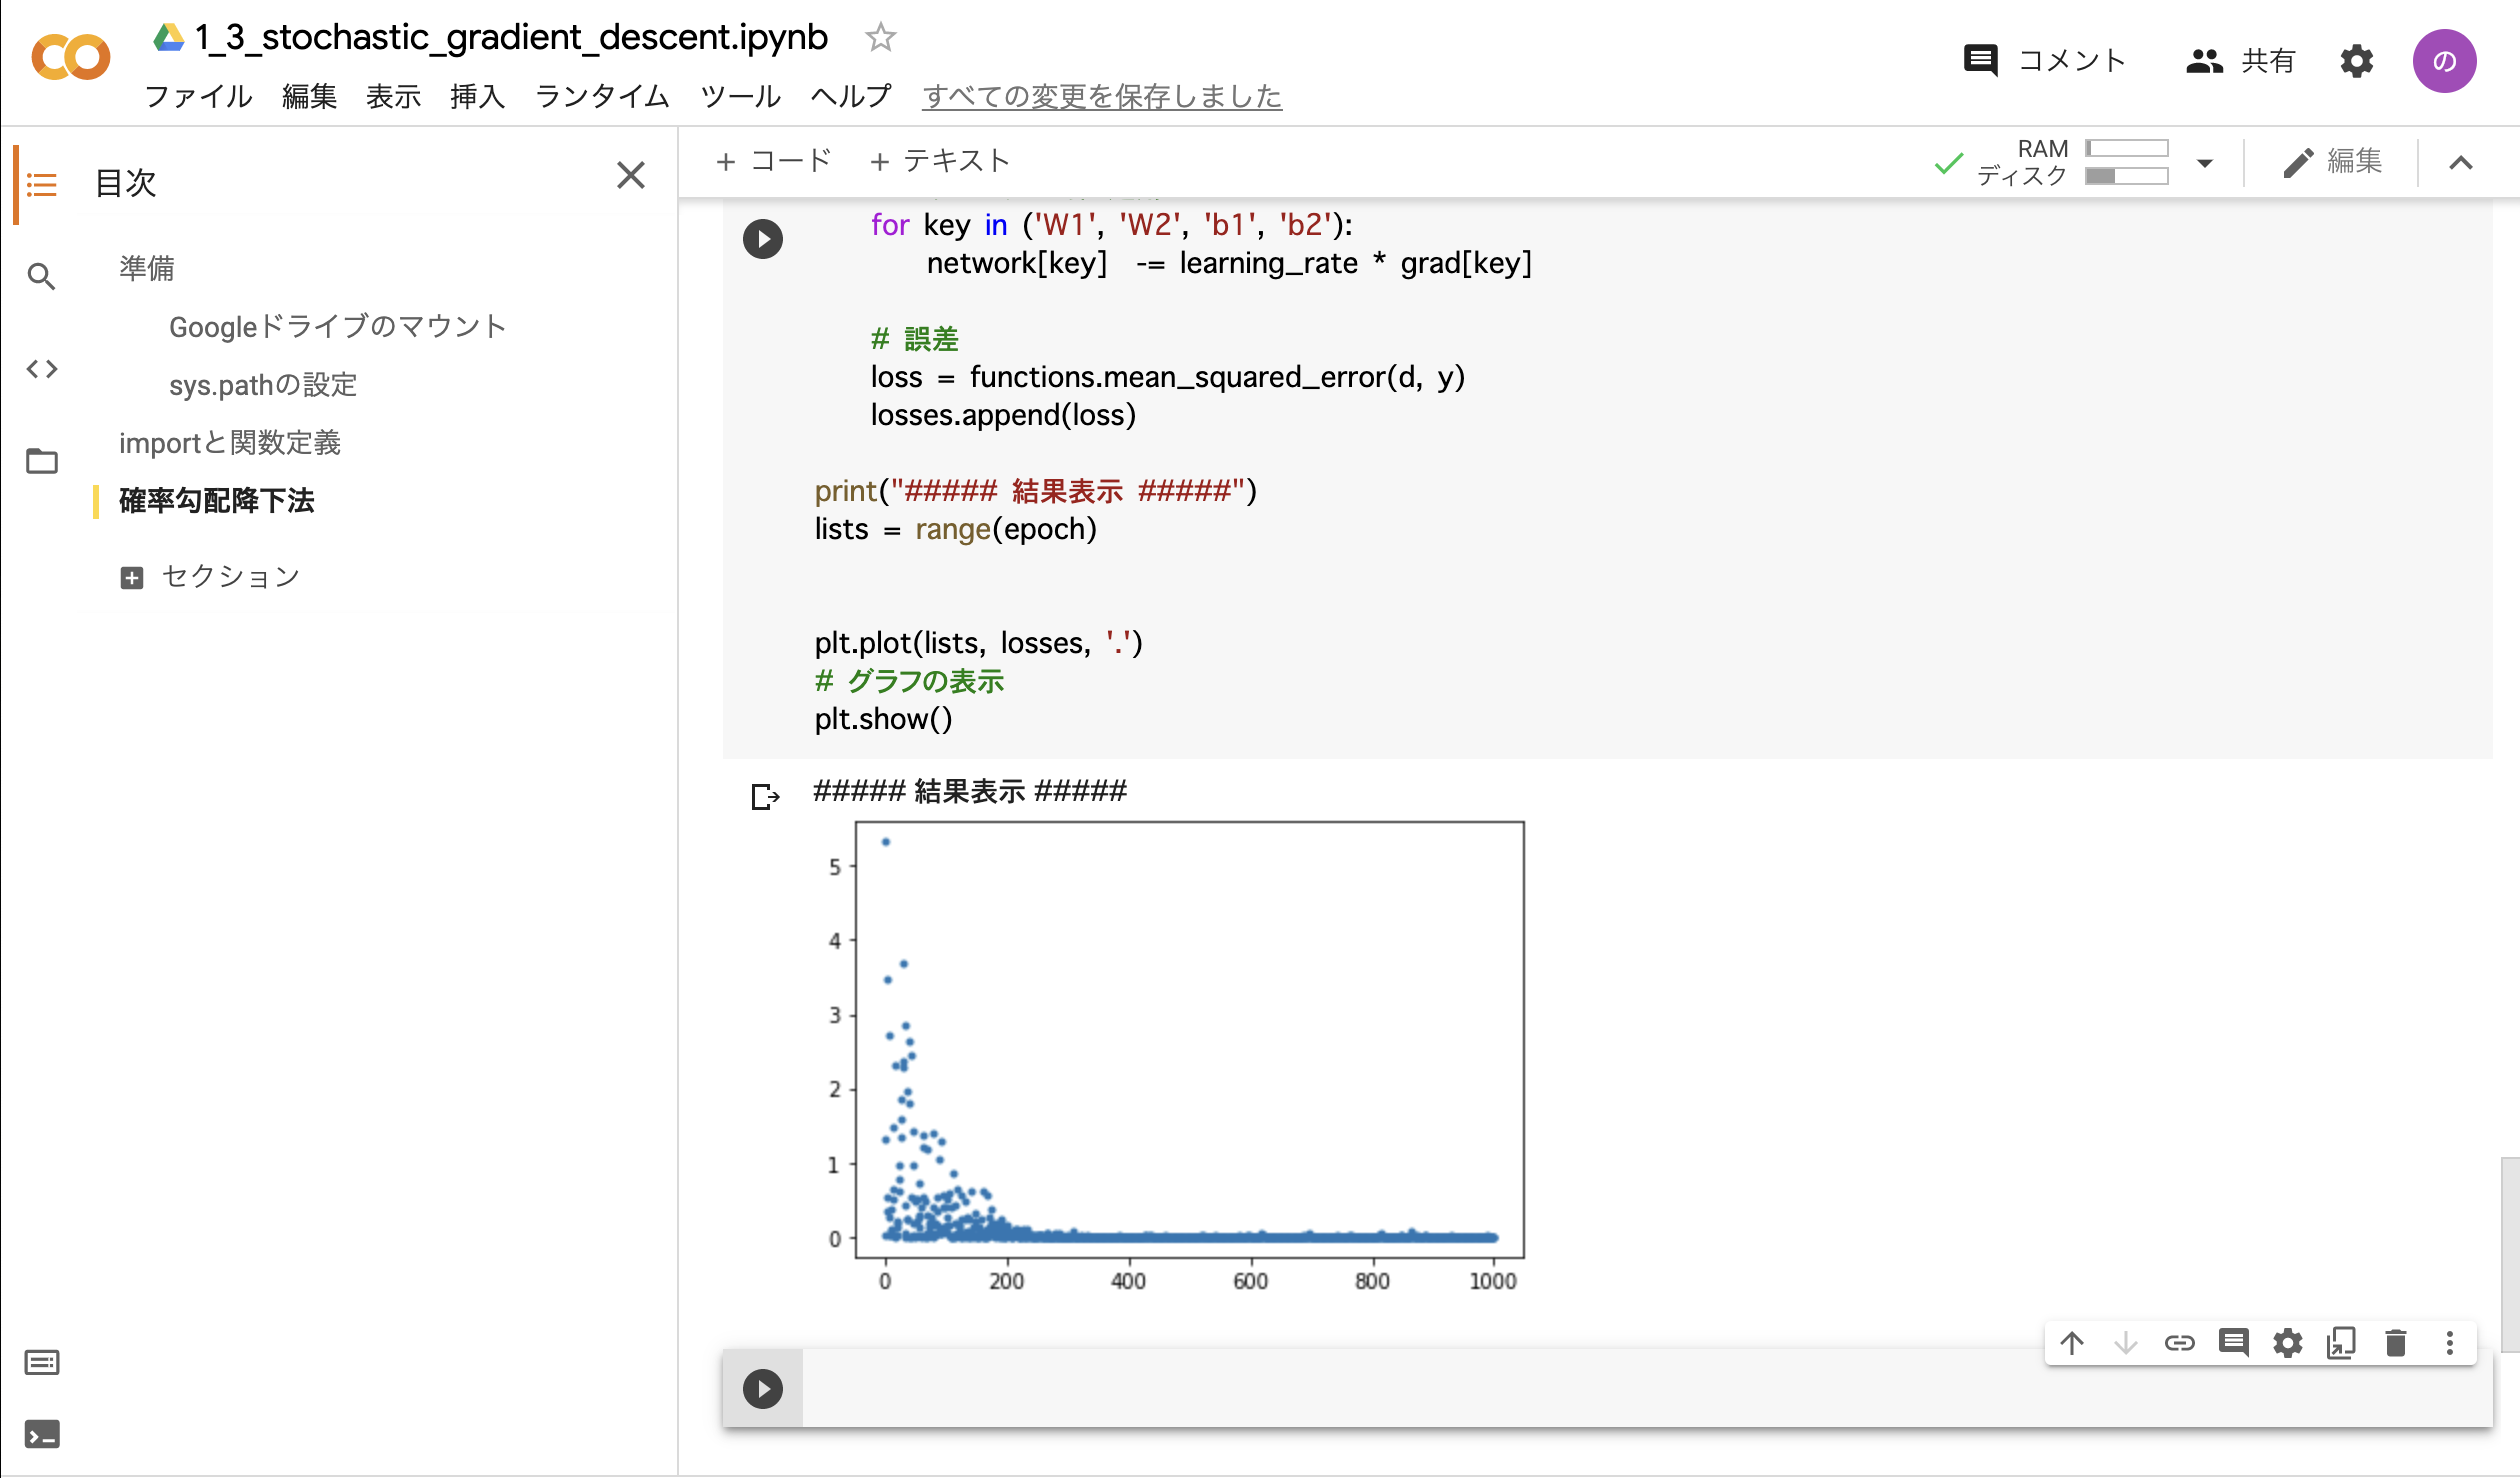 1_3_stochastic_gradient_descent.ipynb
ファイル 編集 表示 挿入 ランタイム ツール ヘルプ すべての変更を保存しました
コメント 共有 の
目次
準備
Googleドライブのマウント
sys.pathの設定
importと関数定義
確率勾配降下法
セクション
+ コード + テキスト
RAM
ディスク
編集
for key in ('W1', 'W2', 'b1', 'b2'):
network[key] -= learning_rate * grad[key]
# 誤差
loss = functions.mean_squared_error(d, y)
losses.append(loss)
print("##### 結果表示 #####")
lists = range(epoch)
plt.plot(lists, losses, '.')
# グラフの表示
plt.show()
##### 結果表示 #####
5
4
3
2
1
0
0 200 400 600 800 1000